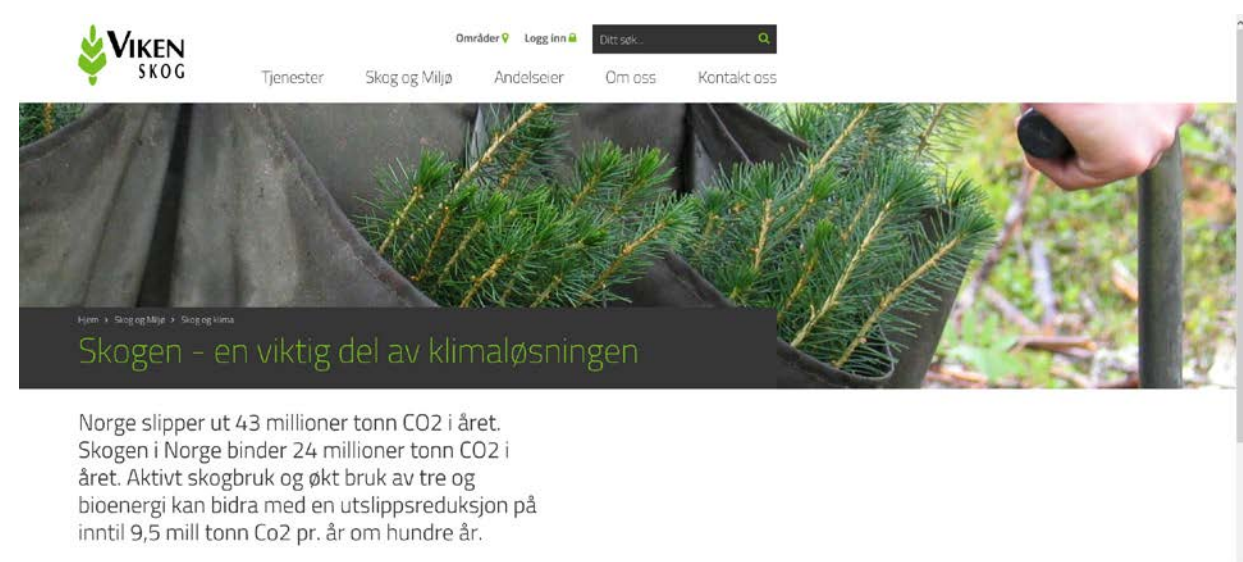 VIKEN
SKOG
Områder Logg inn Ditt søk...
Tjenester Skog og Miljø Andelseier Om oss Kontakt oss
Hjem > Skog og Miljø > Skog og klima
Skogen - en viktig del av klimaløsningen
Norge slipper ut 43 millioner tonn CO2 i året.
Skogen i Norge binder 24 millioner tonn CO2 i
året. Aktivt skogbruk og økt bruk av tre og
bioenergi kan bidra med en utslippsreduksjon på
inntil 9,5 mill tonn Co2 pr. år om hundre år.